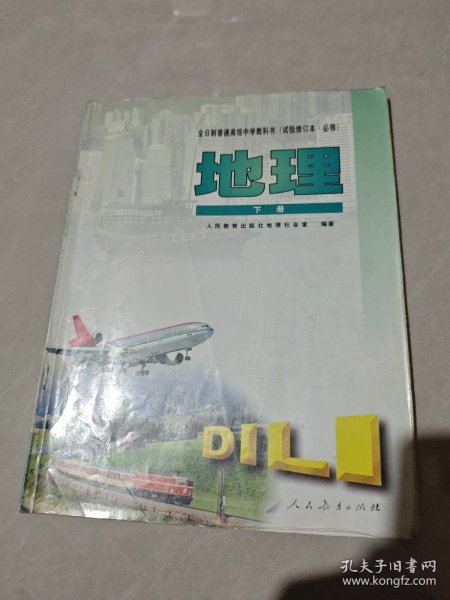 全日制普通高级中学教科书（试验修订本·必修）
地理
下册
人民教育出版社地理社会室 编著
DILI
人民教育出版社
孔夫子旧书网
www.kongfz.com